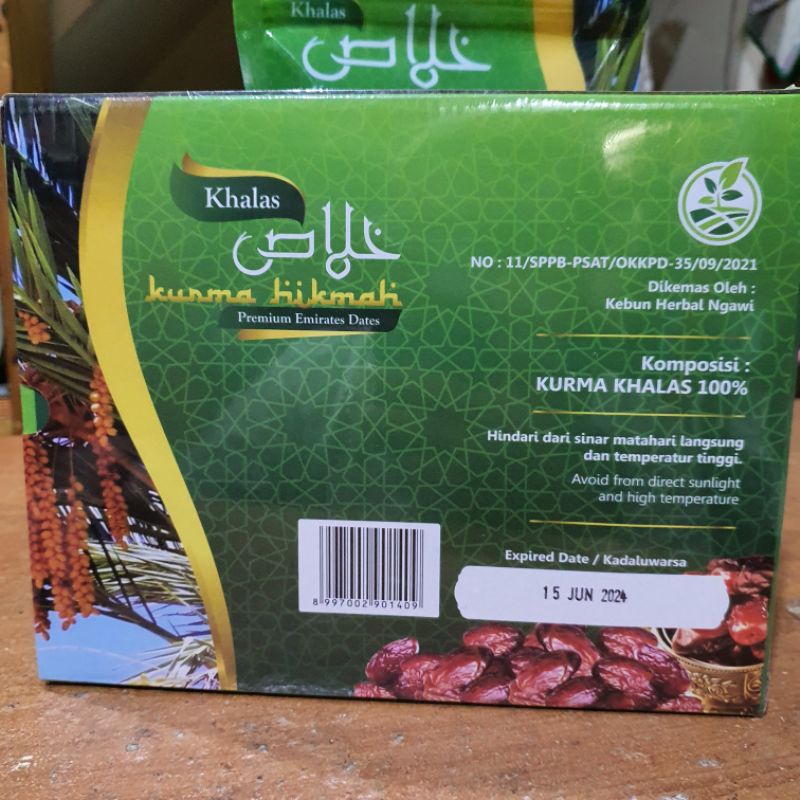 Khalas
خلاص
Khalas
خلاص
kurma hikmah
Premium Emirates Dates
NO : 11/SPPB-PSAT/OKKPD-35/09/2021
Dikemas Oleh :
Kebun Herbal Ngawi
Komposisi :
KURMA KHALAS 100%
Hindari dari sinar matahari langsung
dan temperatur tinggi.
Avoid from direct sunlight
and high temperature
Expired Date / Kadaluwarsa
15 JUN 2024
8 997002 901409